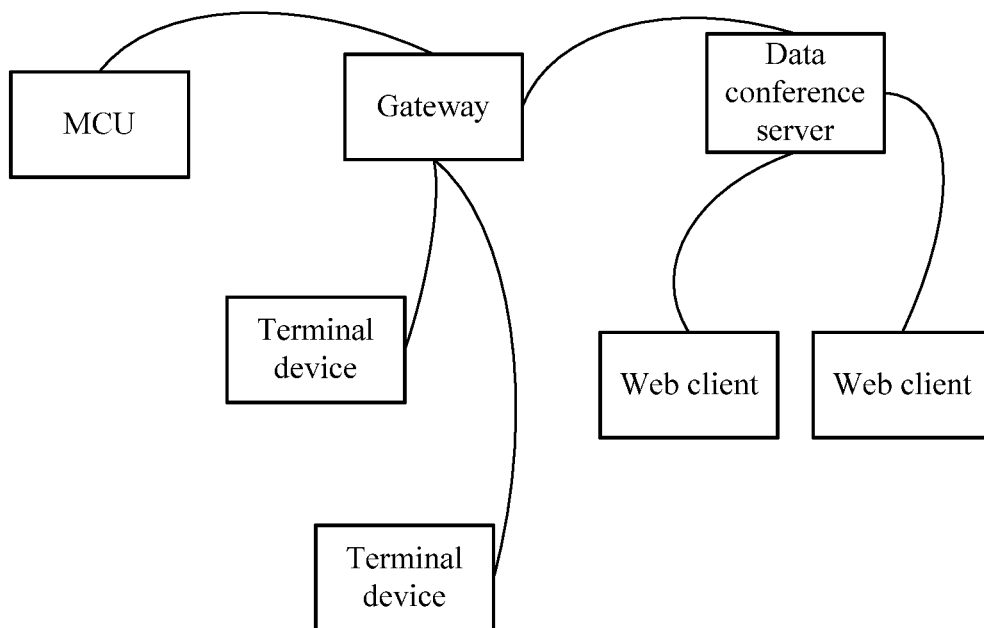 MCU
Gateway
Data
conference
server
Terminal
device
Web client
Web client
Terminal
device